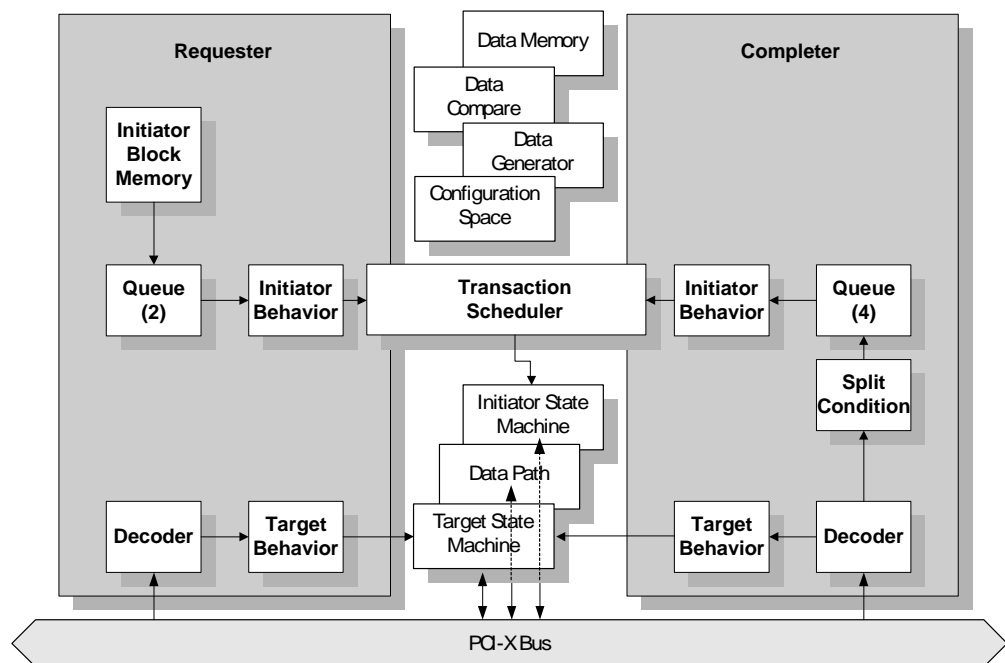 Requester
Data Memory
Completer
Data
Compare
Initiator
Block
Memory
Data
Generator
Configuration
Space
Queue
(2)
Initiator
Behavior
Transaction
Scheduler
Initiator
Behavior
Queue
(4)
Split
Condition
Initiator State
Machine
Data Path
Decoder
Target
Behavior
Target State
Machine
Target
Behavior
Decoder
PCI-X Bus